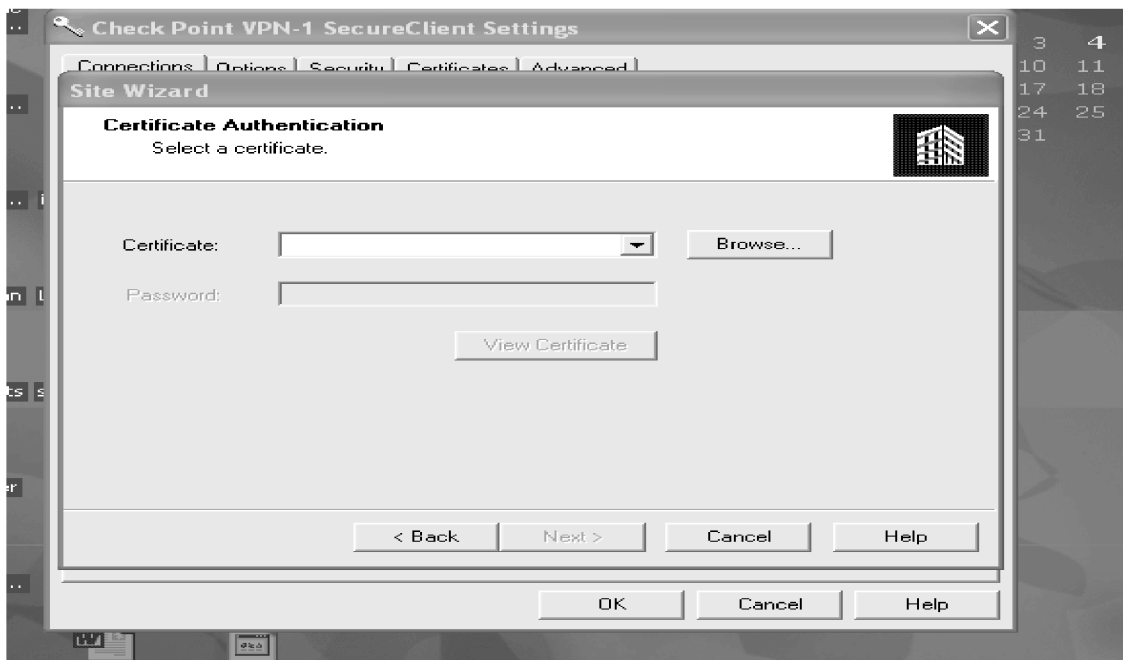 Check Point VPN-1 SecureClient Settings
Connections Options Security Certificates Advanced
Site Wizard
Certificate Authentication
Select a certificate.
Certificate:
Browse...
Password:
View Certificate
< Back Next > Cancel Help
OK Cancel Help
3 4
10 11
17 18
24 25
31